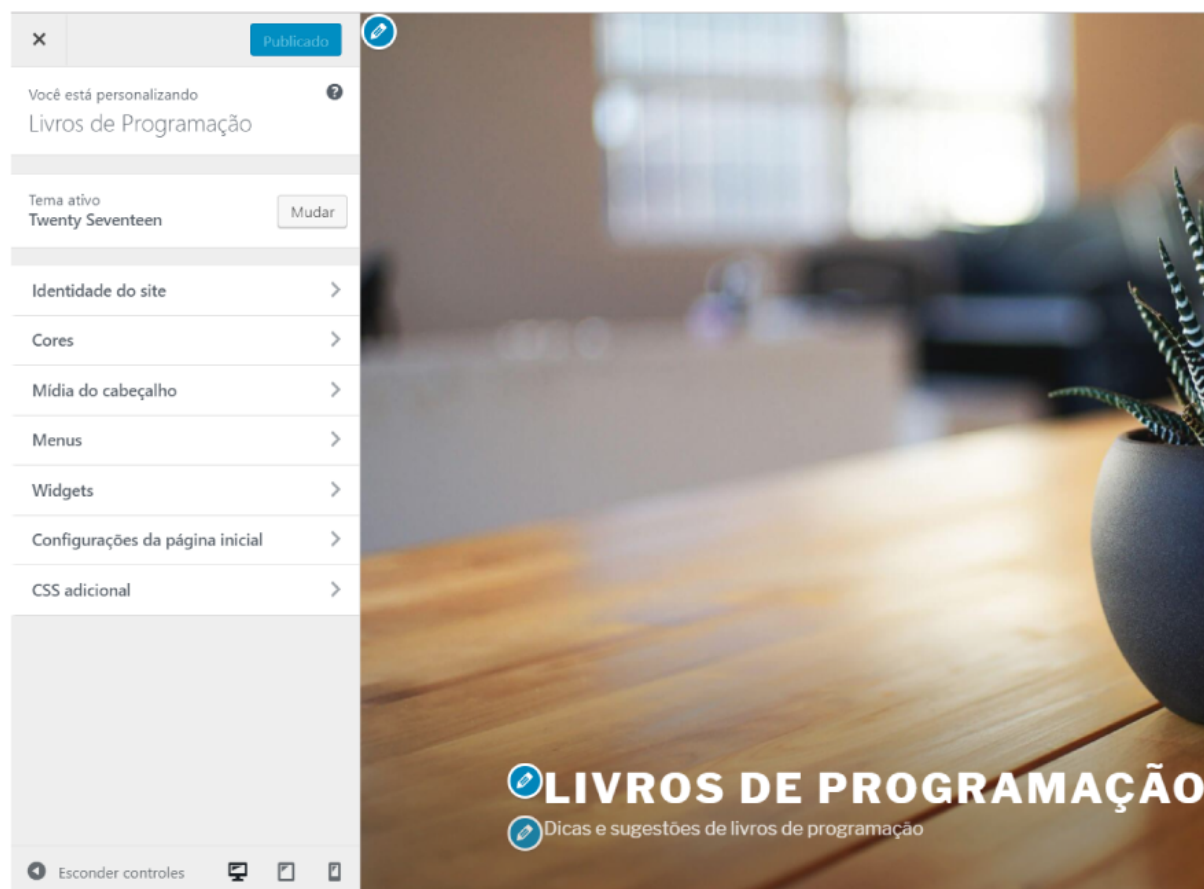 Publicado
Você está personalizando
Livros de Programação
Tema ativo
Twenty Seventeen
Mudar
Identidade do site
Cores
Mídia do cabeçalho
Menus
Widgets
Configurações da página inicial
CSS adicional
Esconder controles
LIVROS DE PROGRAMAÇÃO
Dicas e sugestões de livros de programação